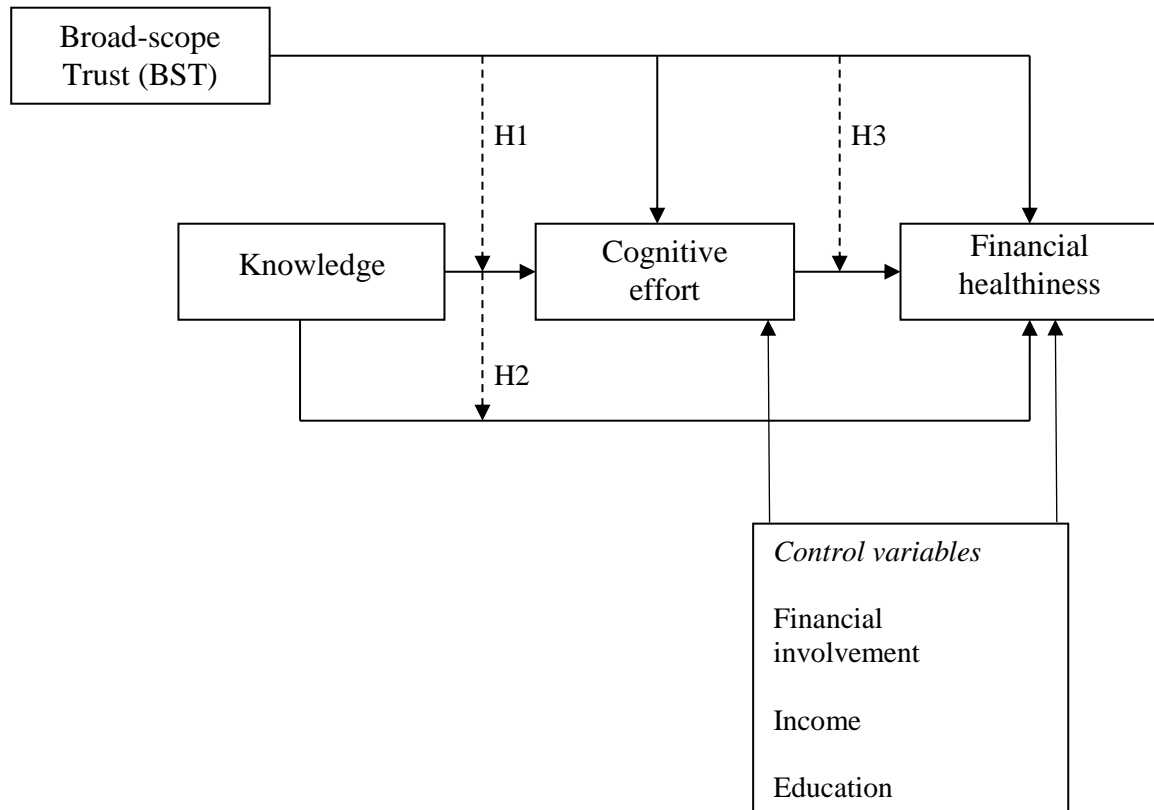 Broad-scope
Trust (BST)
H1
H3
Knowledge
Cognitive
effort
Financial
healthiness
H2
Control variables
Financial
involvement
Income
Education